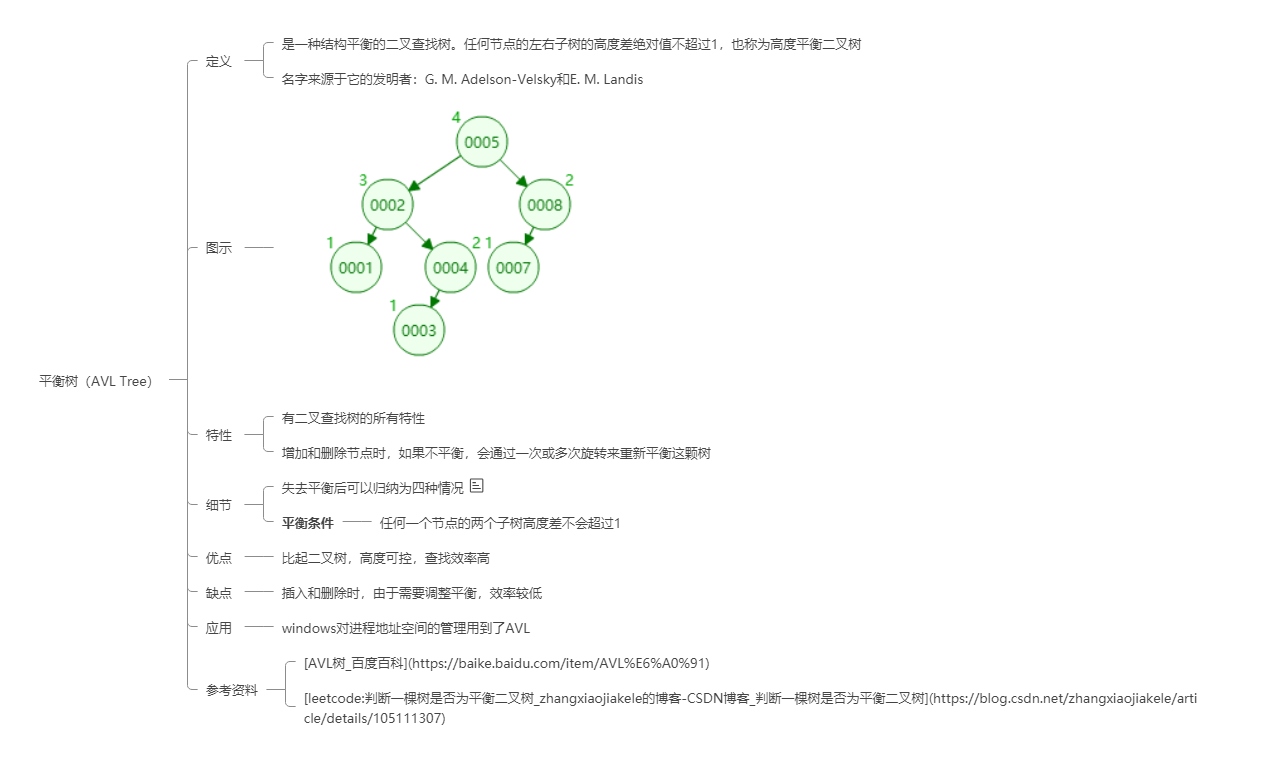 是一种结构平衡的二叉查找树。任何节点的左右子树的高度差绝对值不超过1，也称为高度平衡二叉树
定义
名字来源于它的发明者：G. M. Adelson-Velsky和E. M. Landis
4
0005
3
2
0002
0008
1
2
1
图示
0001
0004
0007
1
0003
平衡树（AVL Tree）
有二叉查找树的所有特性
特性
增加和删除节点时，如果不平衡，会通过一次或多次旋转来重新平衡这颗树
失去平衡后可以归纳为四种情况
细节
平衡条件 任何一个节点的两个子树高度差不会超过1
优点 比起二叉树，高度可控，查找效率高
缺点 插入和删除时，由于需要调整平衡，效率较低
应用 windows对进程地址空间的管理用到了AVL
[AVL树_百度百科](https://baike.baidu.com/item/AVL%E6%A0%91)
参考资料
[leetcode:判断一棵树是否为平衡二叉树_zhangxiaojiakele的博客-CSDN博客_判断一棵树是否为平衡二叉树](https://blog.csdn.net/zhangxiaojiakele/arti
cle/details/105111307)